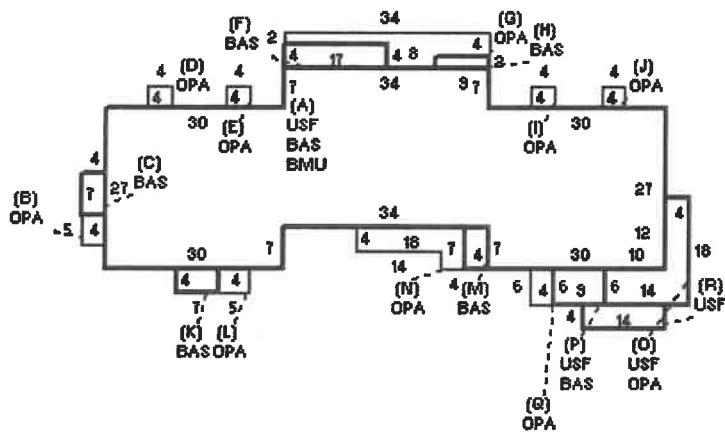 34
(F) BAS
2
4
17
4
8
4
2
(G) OPA
(H) BAS
34
9
7
7
4
(D) OPA
4
4
4
(E) OPA
30
(A) USF BAS BMU
4
4
(I) OPA
4
(J) OPA
4
30
4
(C) BAS
7
27
(B) OPA
5
4
27
4
12
18
10
34
4
18
7
14
7
7
4
4
(N) OPA
(M) BAS
30
7
5
(K) BAS
(L) OPA
30
6
4
6
9
6
14
(R) USF
4
14
(P) USF BAS
(O) USF OPA
(Q) OPA